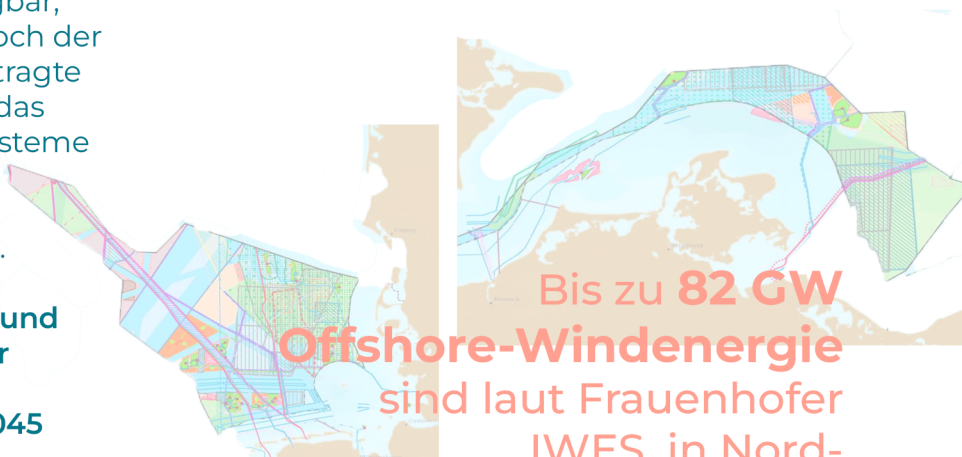 gbar,
och der
tragte
das
steme
.
und
r
045
Bis zu 82 GW
Offshore-Windenergie
sind laut Frauenhofer
IWES in Nord-